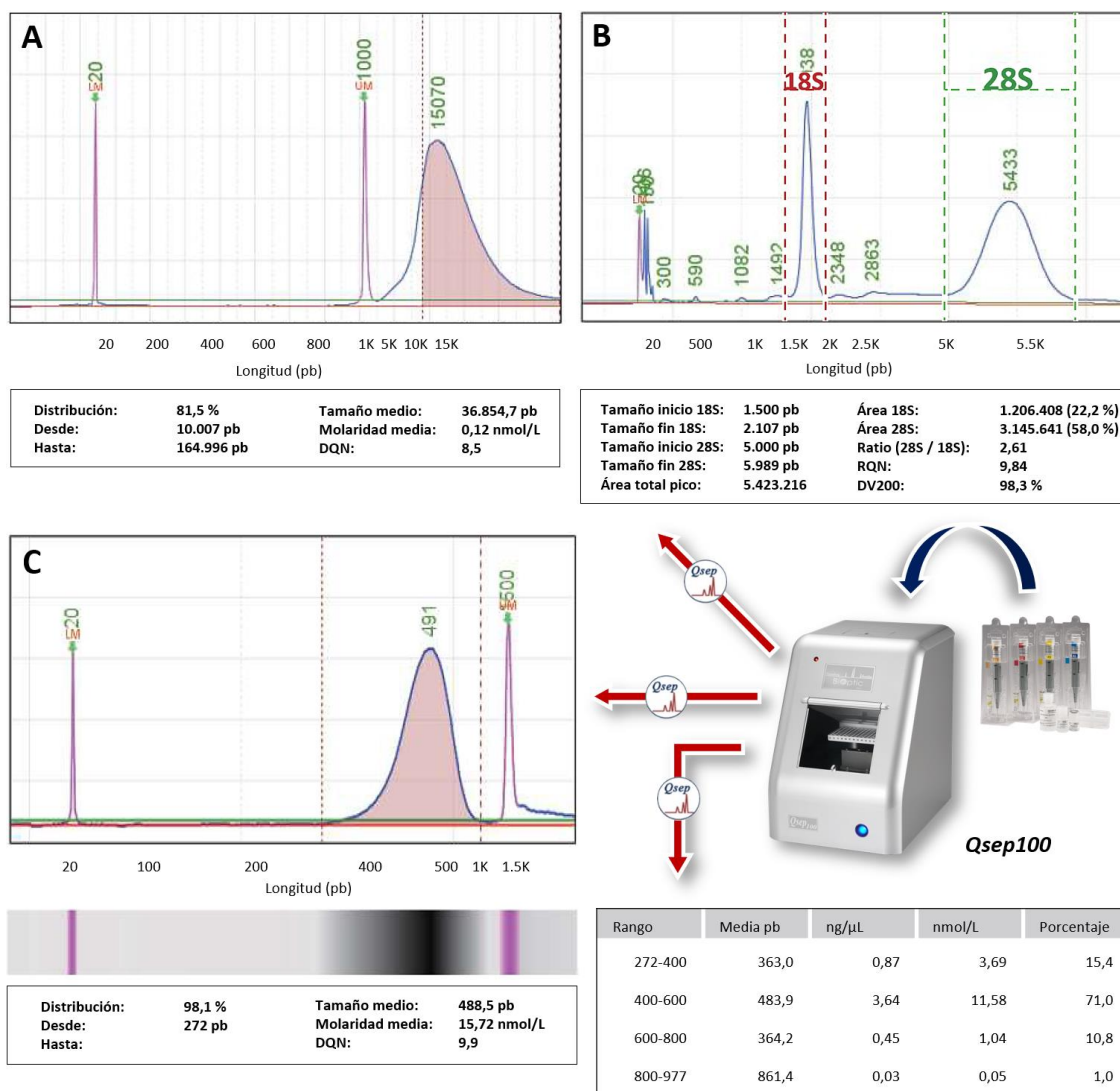 A
20
LM
1000
UM
15070
20 200 400 600 800 1K 5K 10K 15K
Longitud (pb)
Distribución: 81,5 % Tamaño medio: 36.854,7 pb
Desde: 10.007 pb Molaridad media: 0,12 nmol/L
Hasta: 164.996 pb DQN: 8,5
B
18S
28S
20
LM
300
590
1082
1492
2348
2863
5433
20 500 1K 1.5K 2K 2.5K 5K 5.5K
Longitud (pb)
Tamaño inicio 18S: 1.500 pb Área 18S: 1.206.408 (22,2 %)
Tamaño fin 18S: 2.107 pb Área 28S: 3.145.641 (58,0 %)
Tamaño inicio 28S: 5.000 pb Ratio (28S / 18S): 2,61
Tamaño fin 28S: 5.989 pb RQN: 9,84
Área total pico: 5.423.216 DV200: 98,3 %
C
20
LM
491
UM
20 100 200 400 500 1K 1.5K
Longitud (pb)
Distribución: 98,1 % Tamaño medio: 488,5 pb
Desde: 272 pb Molaridad media: 15,72 nmol/L
Hasta: DQN: 9,9
Qsep
Qsep
Qsep
Qsep100
Qsep100
Rango Media pb ng/µL nmol/L Porcentaje
272-400 363,0 0,87 3,69 15,4
400-600 483,9 3,64 11,58 71,0
600-800 364,2 0,45 1,04 10,8
800-977 861,4 0,03 0,05 1,0